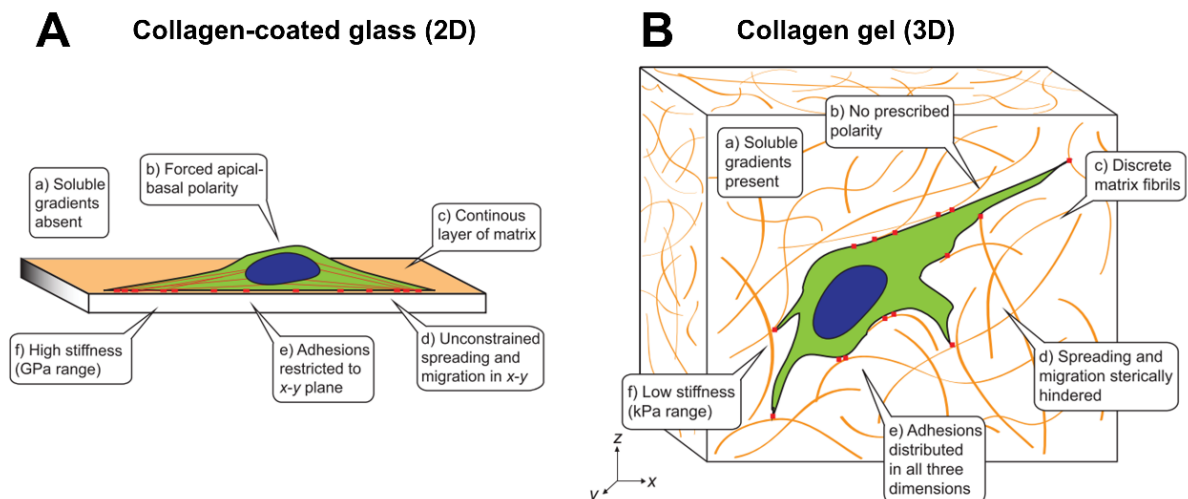 A Collagen-coated glass (2D)
a) Soluble
gradients
absent
b) Forced apical-
basal polarity
c) Continous
layer of matrix
f) High stiffness
(GPa range)
e) Adhesions
restricted to
x-y plane
d) Unconstrained
spreading and
migration in x-y
B Collagen gel (3D)
a) Soluble
gradients
present
b) No prescribed
polarity
c) Discrete
matrix fibrils
f) Low stiffness
(kPa range)
d) Spreading and
migration sterically
hindered
e) Adhesions
distributed
in all three
dimensions
z
x
y